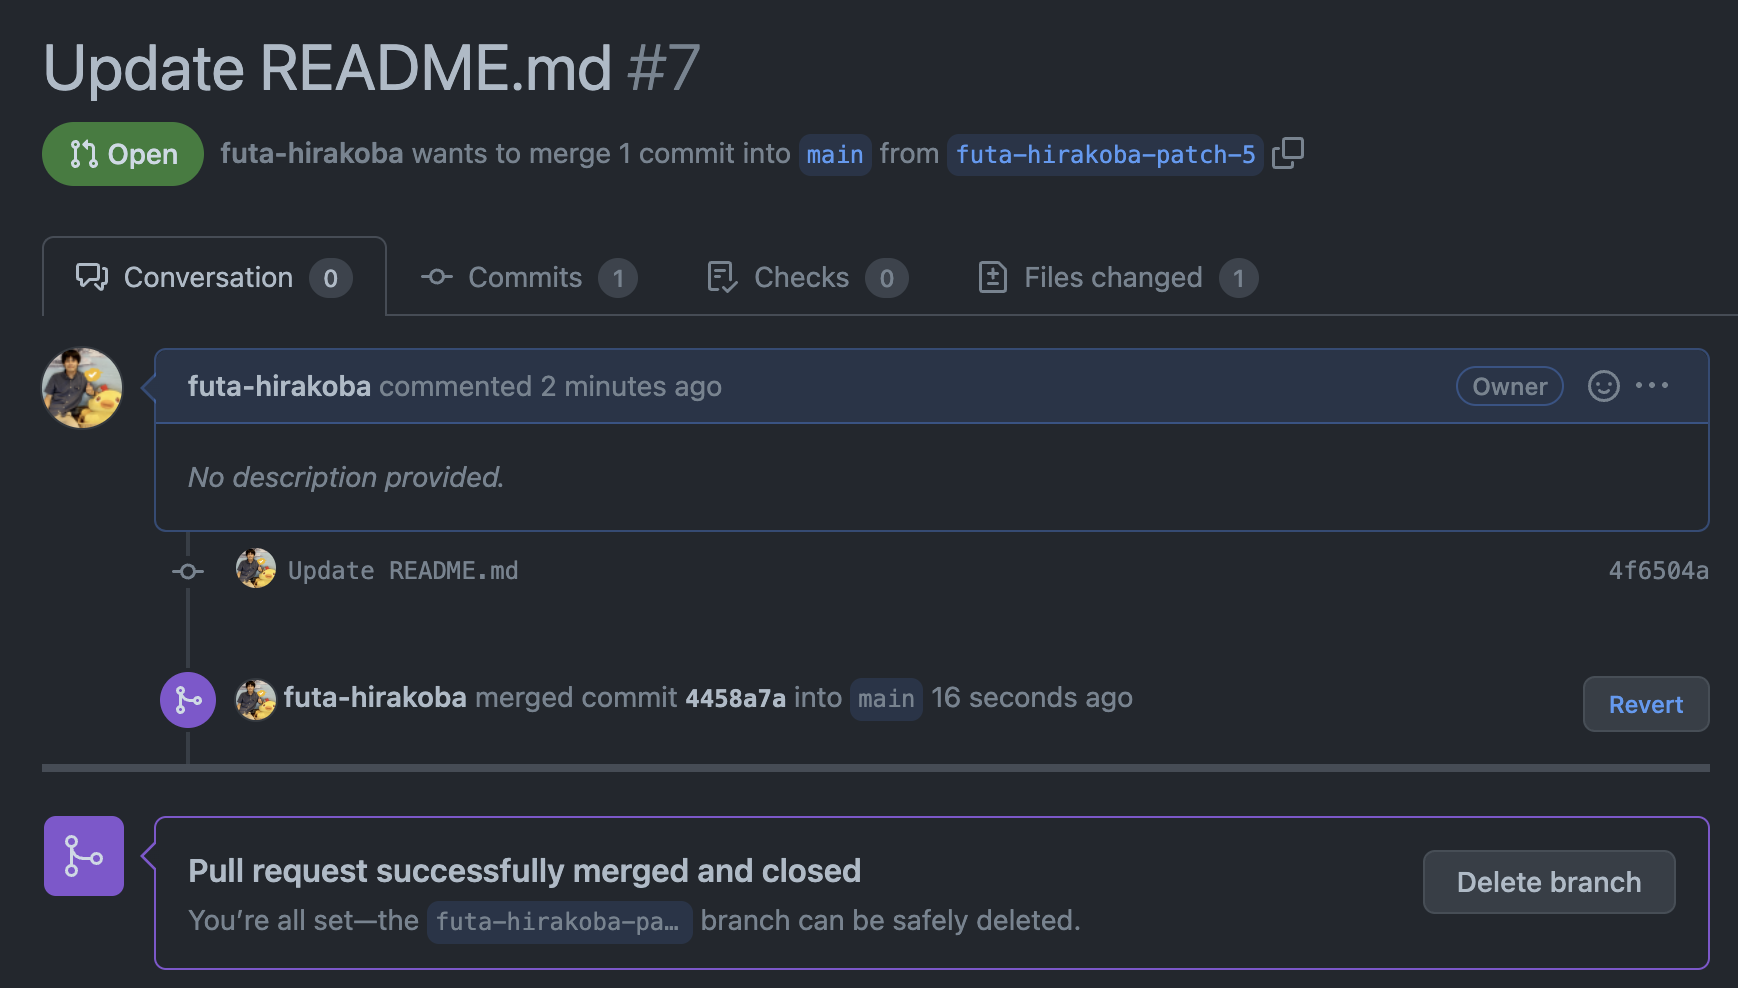 Update README.md #7
Open futa-hirakoba wants to merge 1 commit into main from futa-hirakoba-patch-5
Conversation 0 Commits 1 Checks 0 Files changed 1
futa-hirakoba commented 2 minutes ago Owner
No description provided.
Update README.md 4f6504a
futa-hirakoba merged commit 4458a7a into main 16 seconds ago Revert
Pull request successfully merged and closed
Delete branch
You’re all set—the futa-hirakoba-pa… branch can be safely deleted.